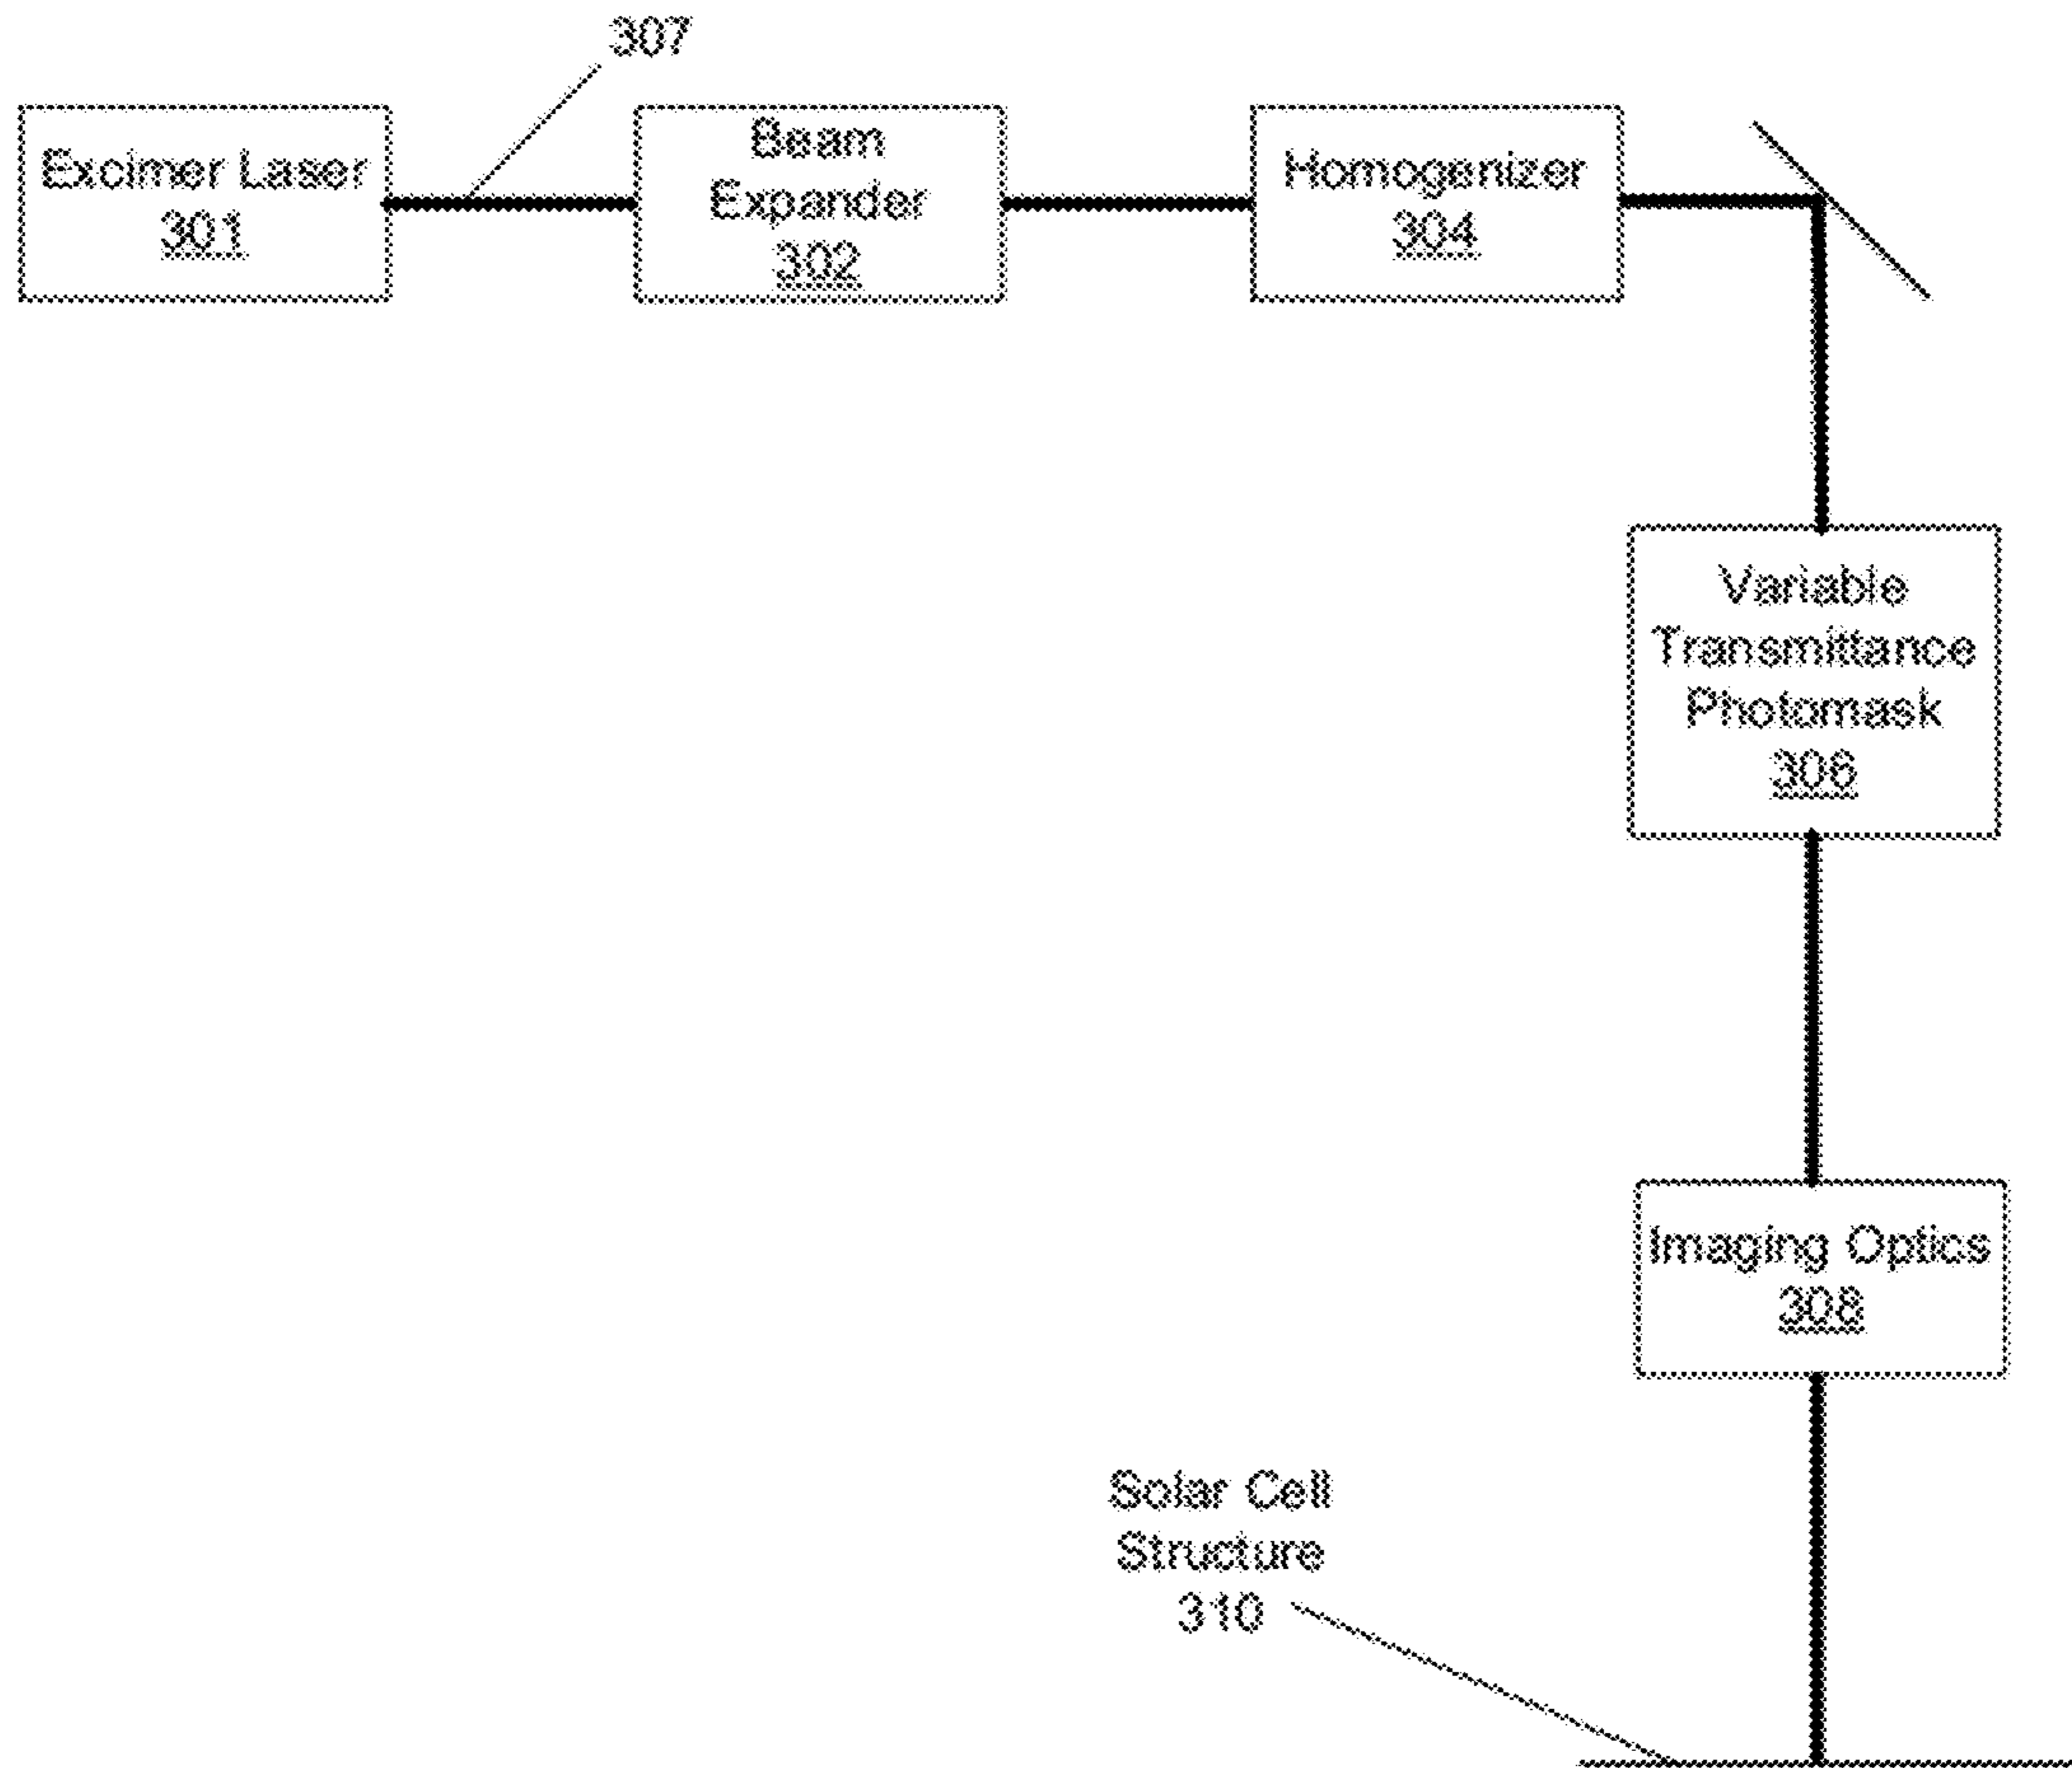 307
Excimer Laser
301
Beam
Expander
302
Homogenizer
304
Variable
Transmittance
Photomask
306
Imaging Optics
308
Solar Cell
Structure
310